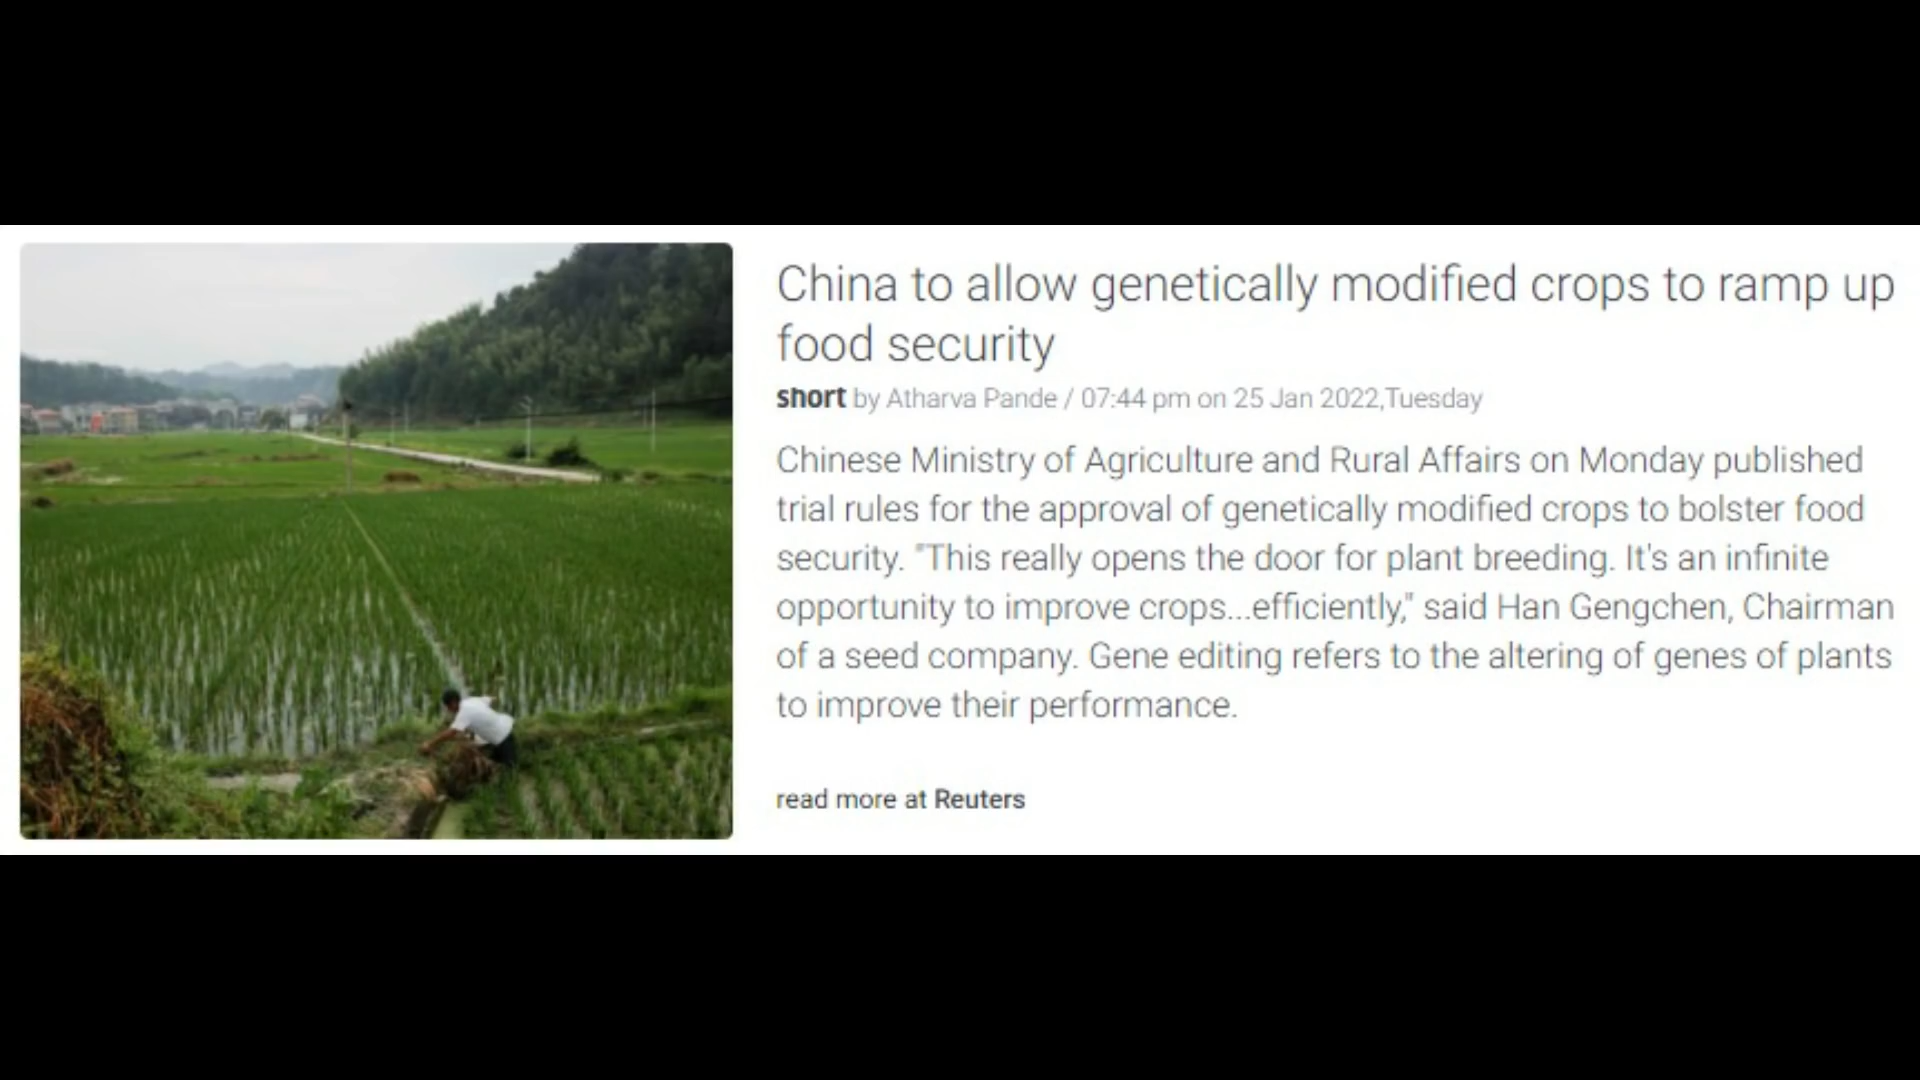 China to allow genetically modified crops to ramp up
food security
short by Atharva Pande / 07:44 pm on 25 Jan 2022,Tuesday
Chinese Ministry of Agriculture and Rural Affairs on Monday published
trial rules for the approval of genetically modified crops to bolster food
security. "This really opens the door for plant breeding. It's an infinite
opportunity to improve crops...efficiently," said Han Gengchen, Chairman
of a seed company. Gene editing refers to the altering of genes of plants
to improve their performance.
read more at Reuters